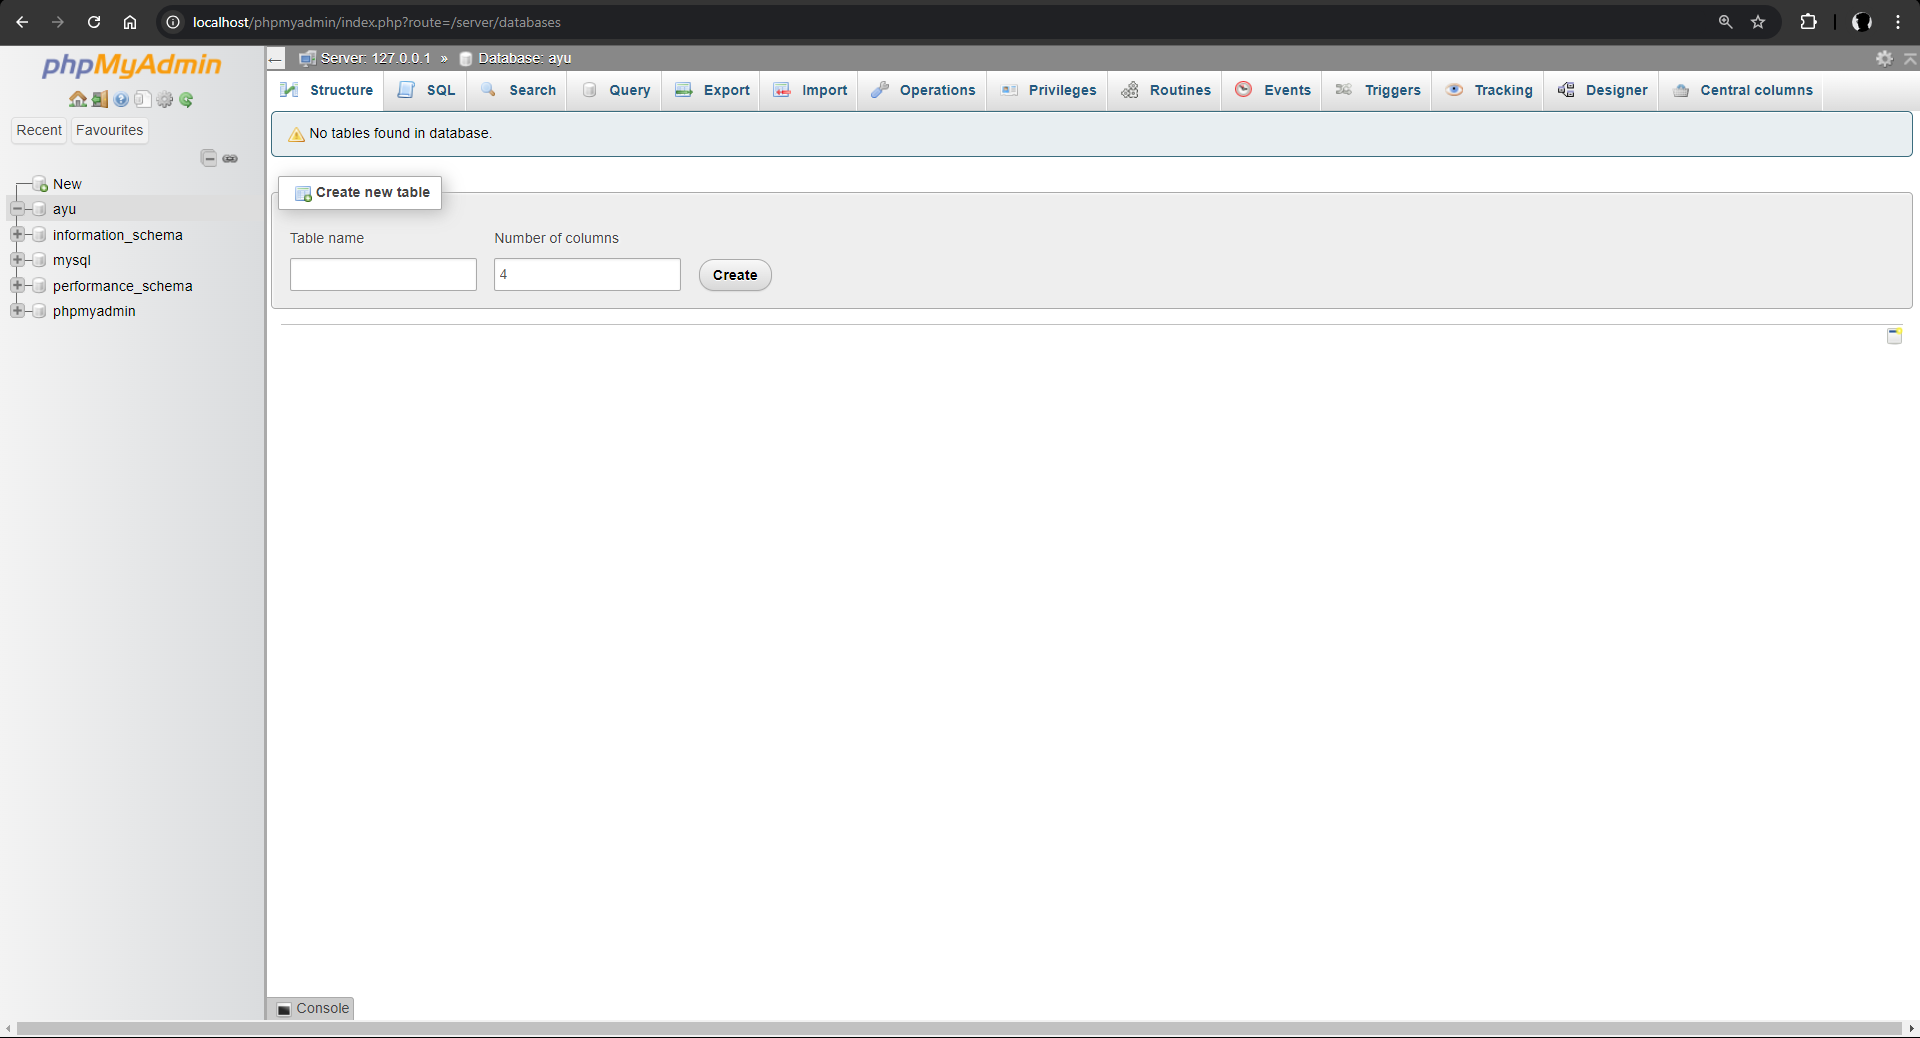 localhost/phpmyadmin/index.php?route=/server/databases
phpMyAdmin
Recent Favourites
New
ayu
information_schema
mysql
performance_schema
phpmyadmin
Server: 127.0.0.1 » Database: ayu
Structure SQL Search Query Export Import Operations Privileges Routines Events Triggers Tracking Designer Central columns
No tables found in database.
Create new table
Table name Number of columns
4 Create
Console